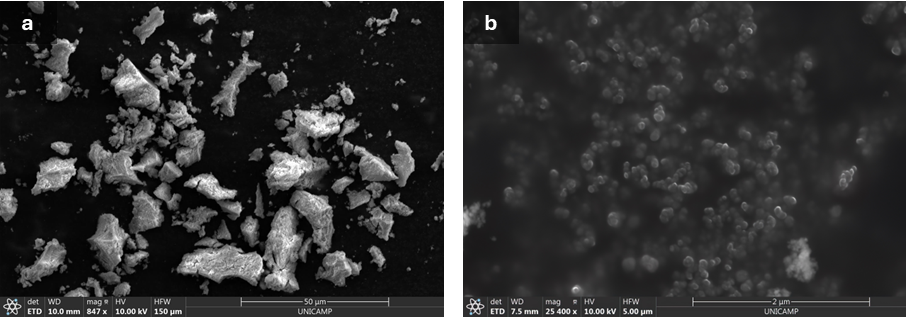 a
b
det WD mag HV HFW 50 µm
ETD 10.0 mm 847 x 10.00 kV 150 µm UNICAMP
det WD mag HV HFW 2 µm
ETD 7.5 mm 25 400 x 10.00 kV 5.00 µm UNICAMP